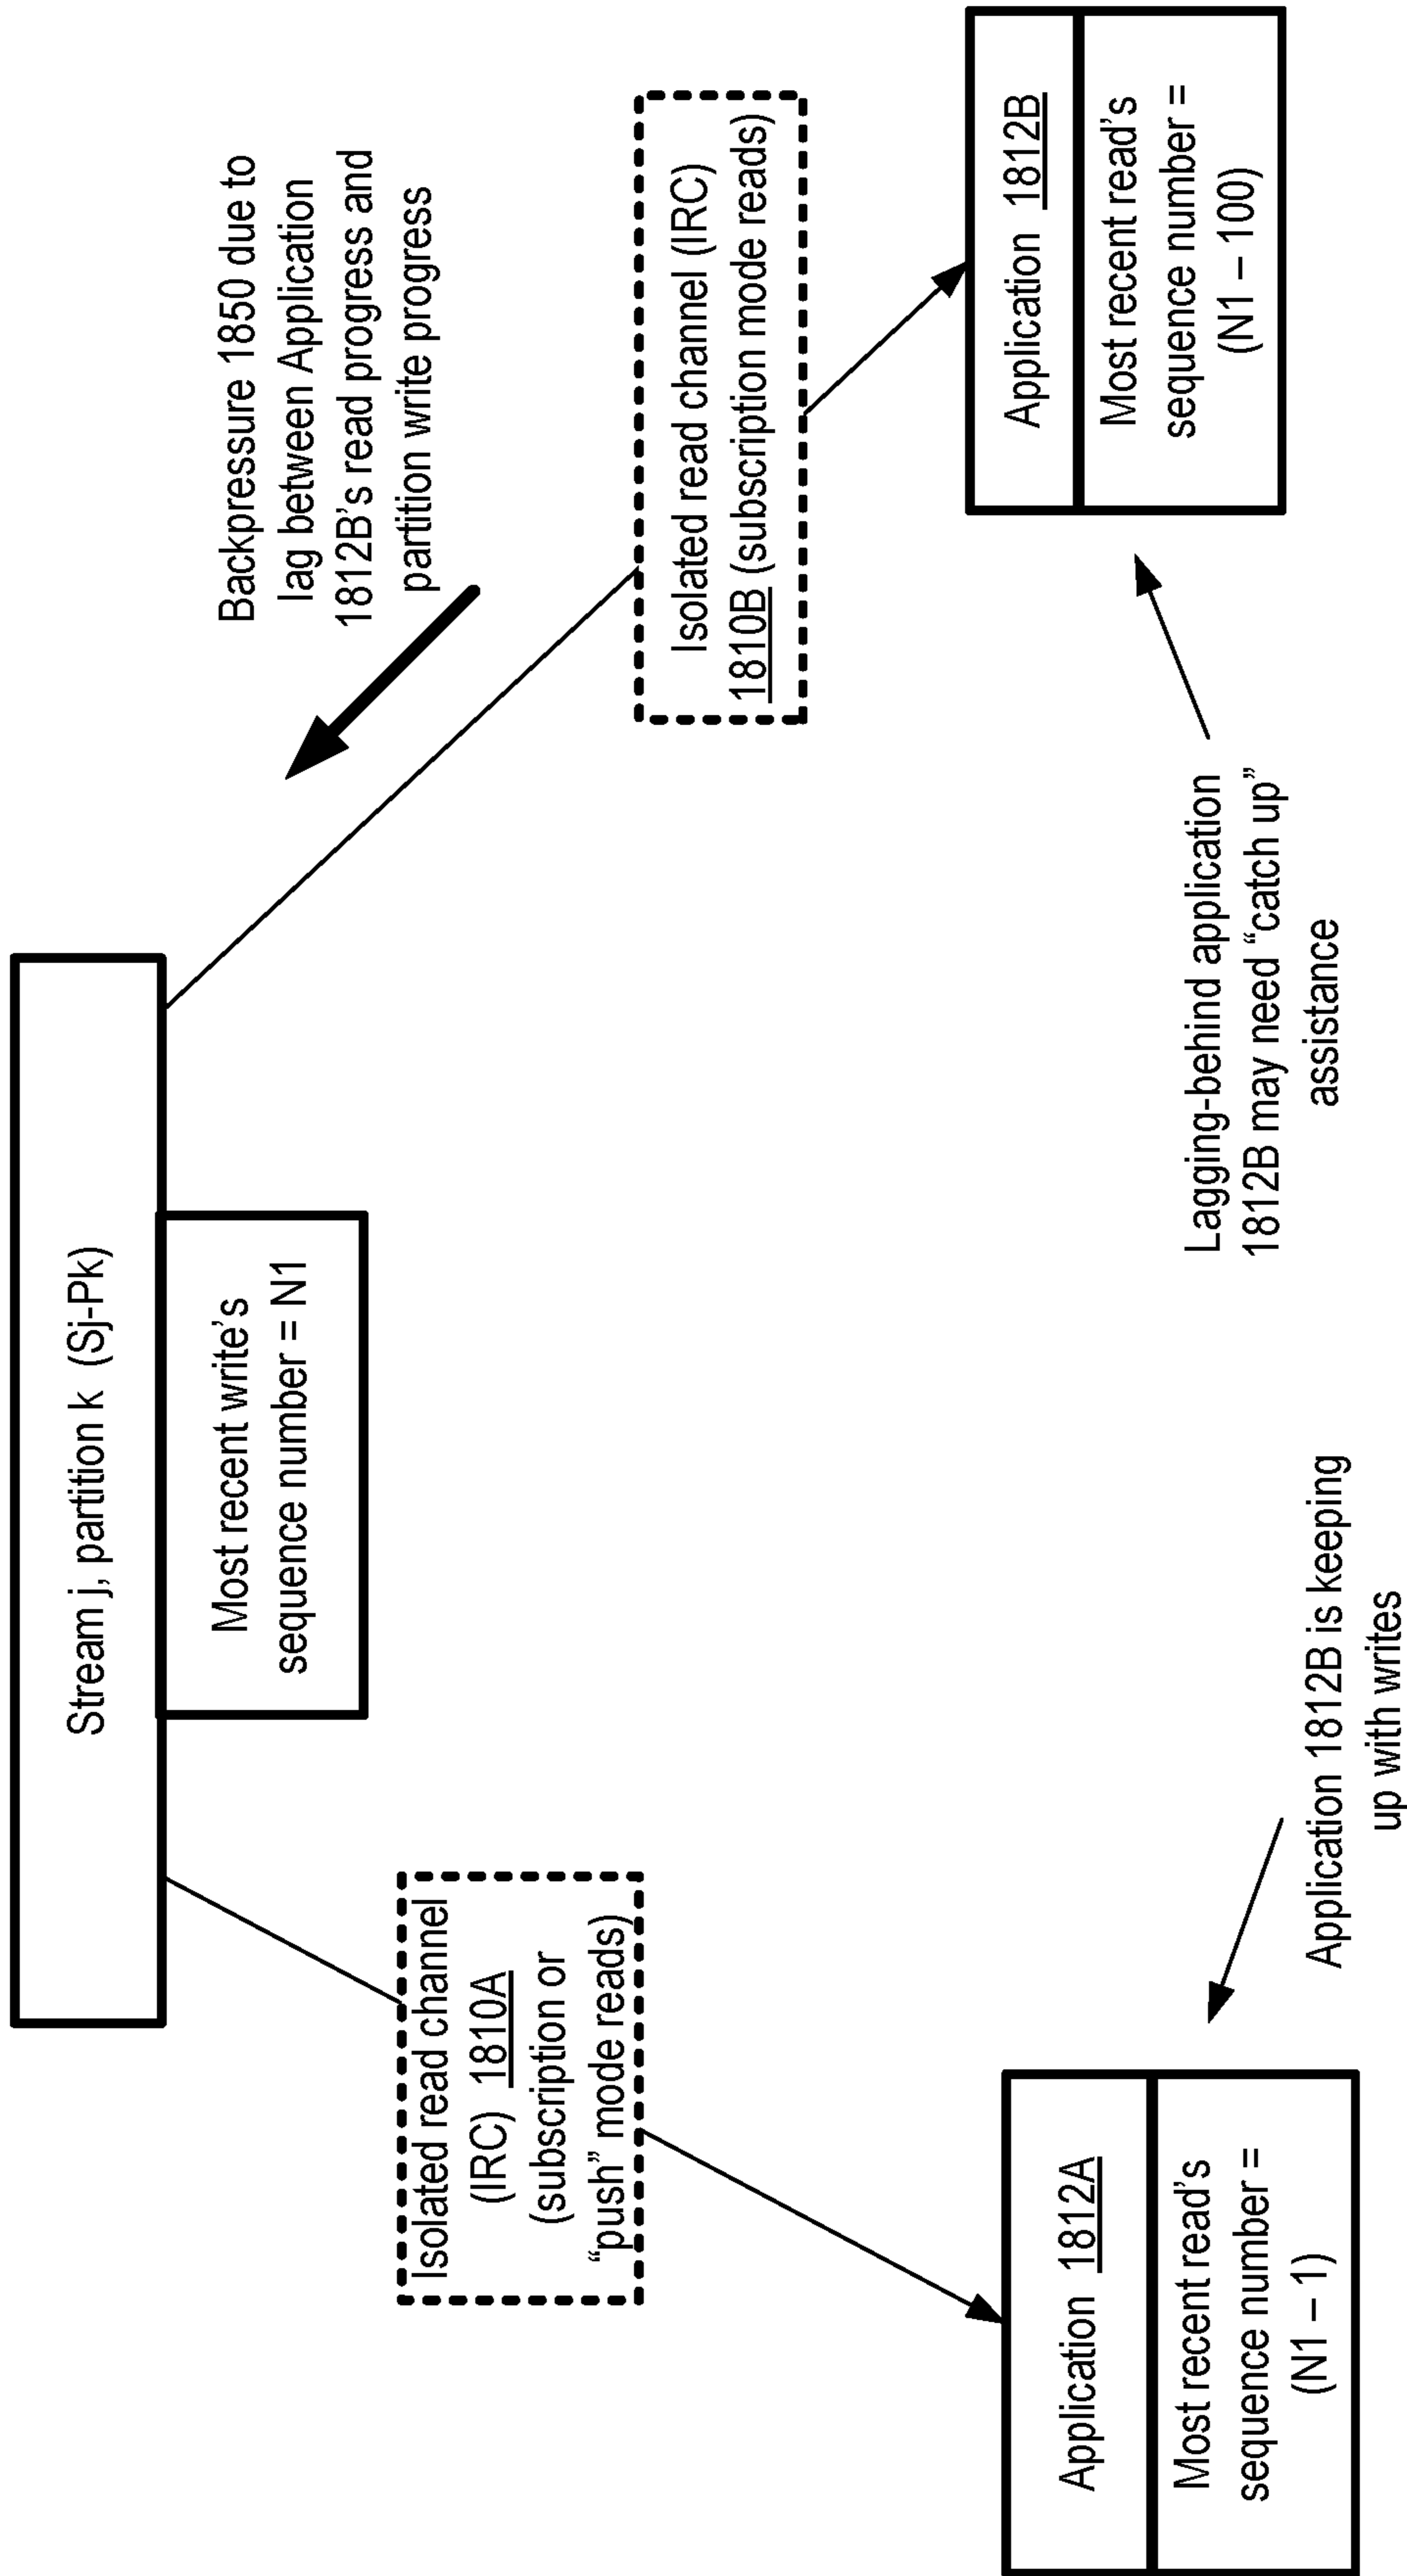 Stream j, partition k (Sj-Pk)
Most recent write's
sequence number = N1
Backpressure 1850 due to
lag between Application
1812B's read progress and
partition write progress
Isolated read channel
(IRC) 1810A
(subscription or
“push” mode reads)
Isolated read channel (IRC)
1810B (subscription mode reads)
Application 1812A
Most recent read's
sequence number =
(N1 – 1)
Application 1812B is keeping
up with writes
Lagging-behind application
1812B may need “catch up”
assistance
Application 1812B
Most recent read's
sequence number =
(N1 – 100)